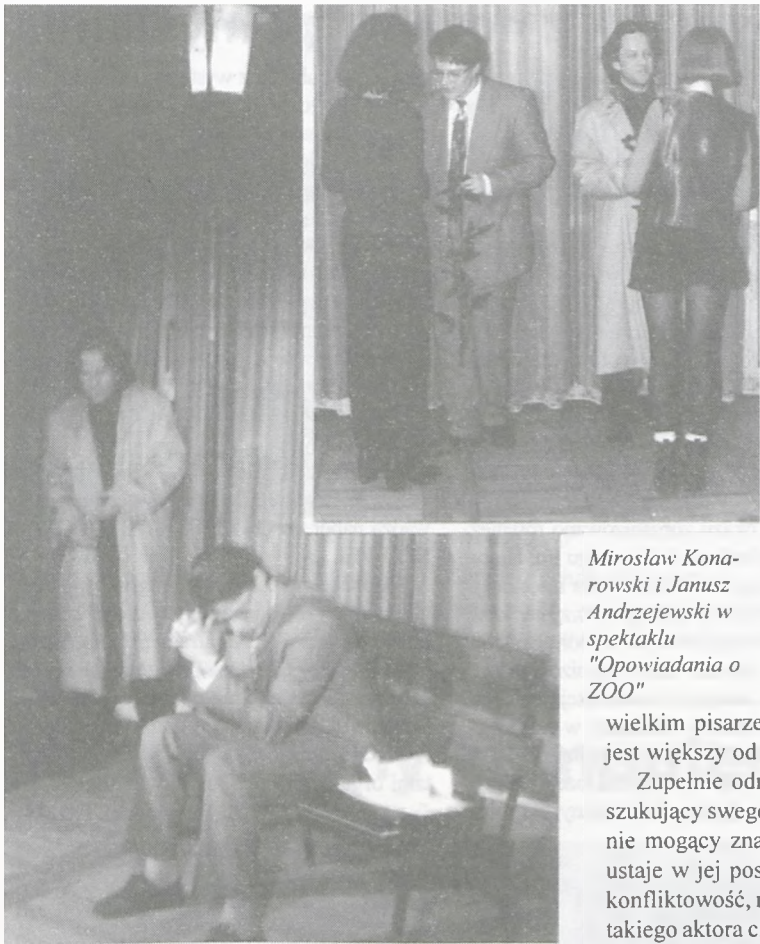 Mirosław Kona-
rowski i Janusz
Andrzejewski w
spektaklu
"Opowiadania o
ZOO"
wielkim pisarze
jest większy od
Zupełnie odr
szukający swego
nie mogący zna
ustaje w jej pos
konfliktowość, r
takiego aktora c